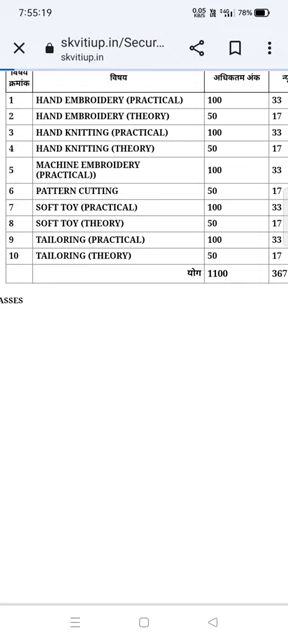 7:55:19
0.05 KB/S 78%
skvitiup.in/Secur...
skvitiup.in
विषय क्रमांक विषय अधिकतम अंक
1 HAND EMBROIDERY (PRACTICAL) 100 33
2 HAND EMBROIDERY (THEORY) 50 17
3 HAND KNITTING (PRACTICAL) 100 33
4 HAND KNITTING (THEORY) 50 17
5 MACHINE EMBROIDERY (PRACTICAL)) 100 33
6 PATTERN CUTTING 50 17
7 SOFT TOY (PRACTICAL) 100 33
8 SOFT TOY (THEORY) 50 17
9 TAILORING (PRACTICAL) 100 33
10 TAILORING (THEORY) 50 17
योग 1100 367
ASSES